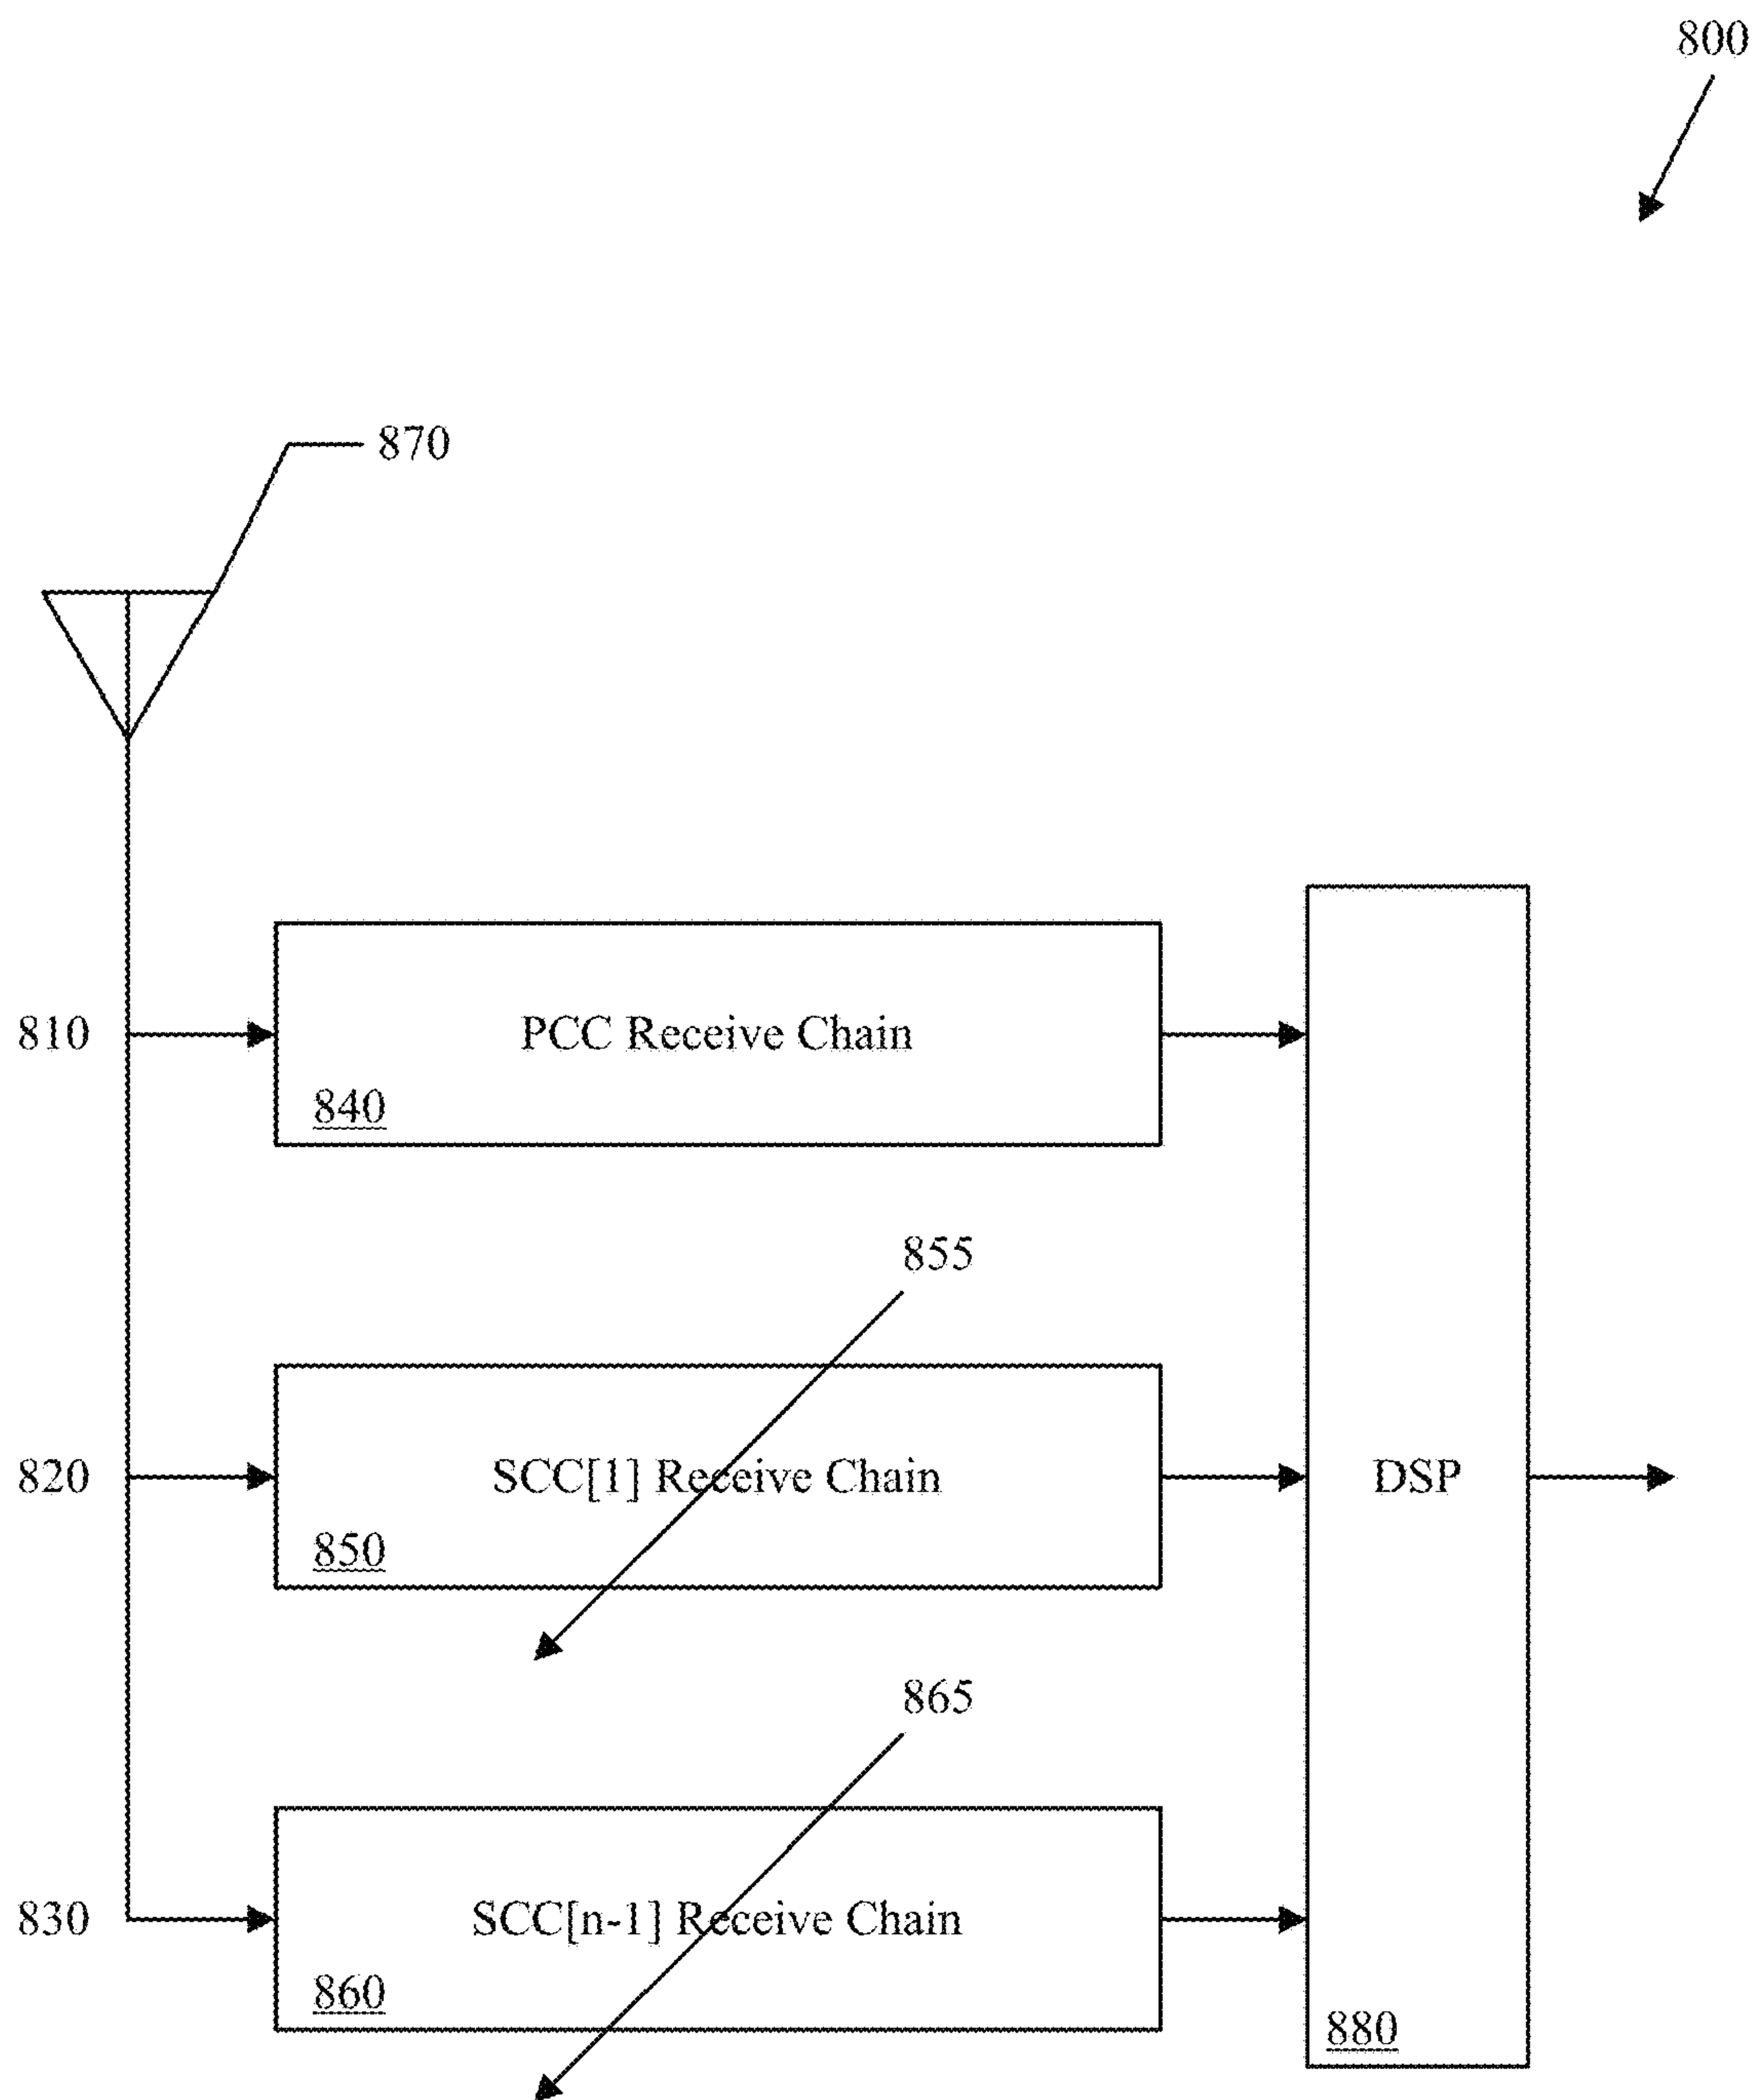 800
870
810
PCC Receive Chain
840
855
820
SCC[1] Receive Chain
DSP
850
865
830
SCC[n-1] Receive Chain
860
880